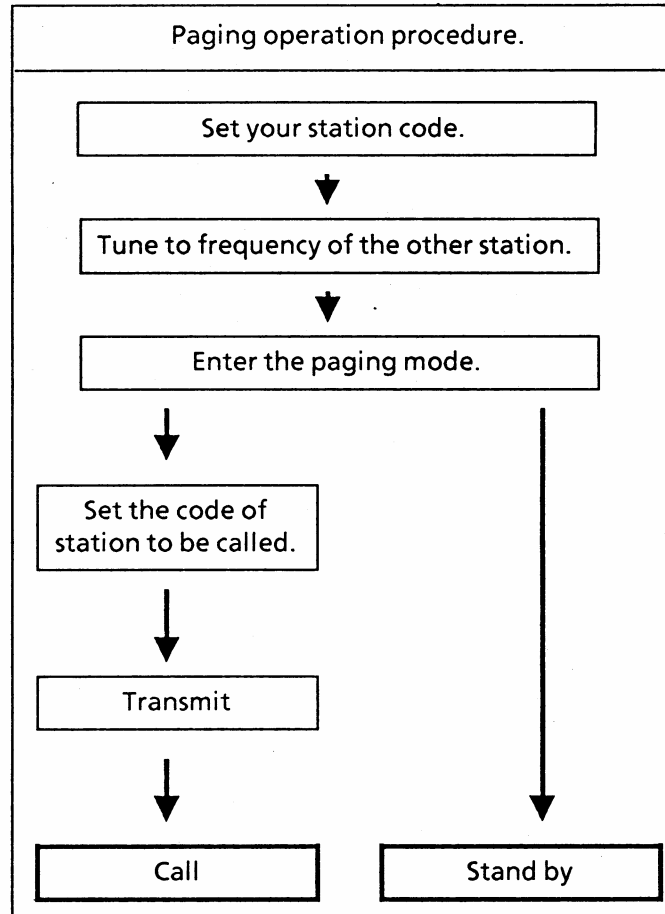 Paging operation procedure.
Set your station code.
Tune to frequency of the other station.
Enter the paging mode.
Set the code of
station to be called.
Transmit
Call
Stand by